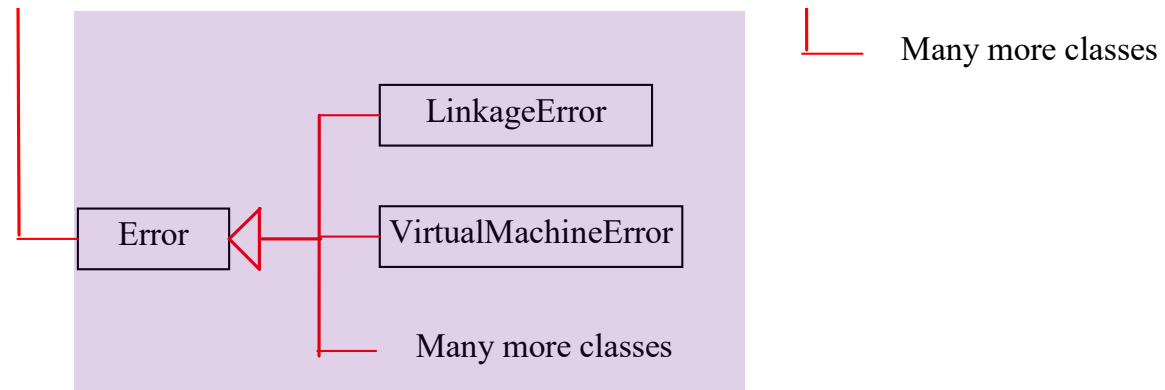 Many more classes
LinkageError
Error
VirtualMachineError
Many more classes